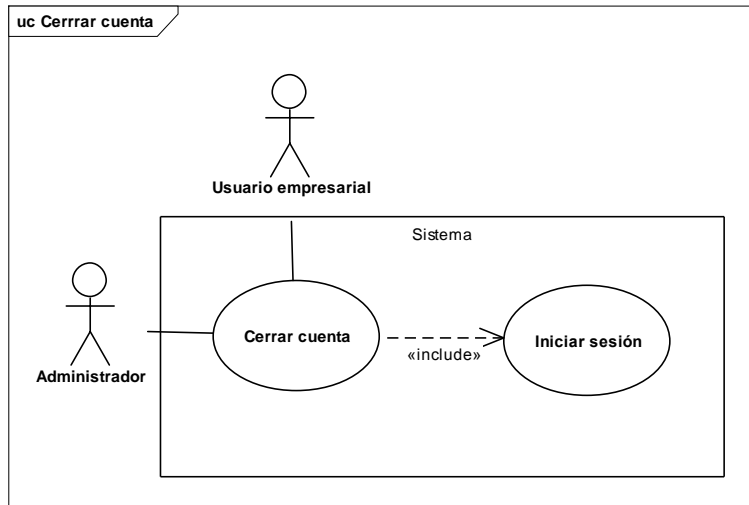 uc Cerrrar cuenta
Usuario empresarial
Sistema
Administrador
Cerrar cuenta
«include»
Iniciar sesión